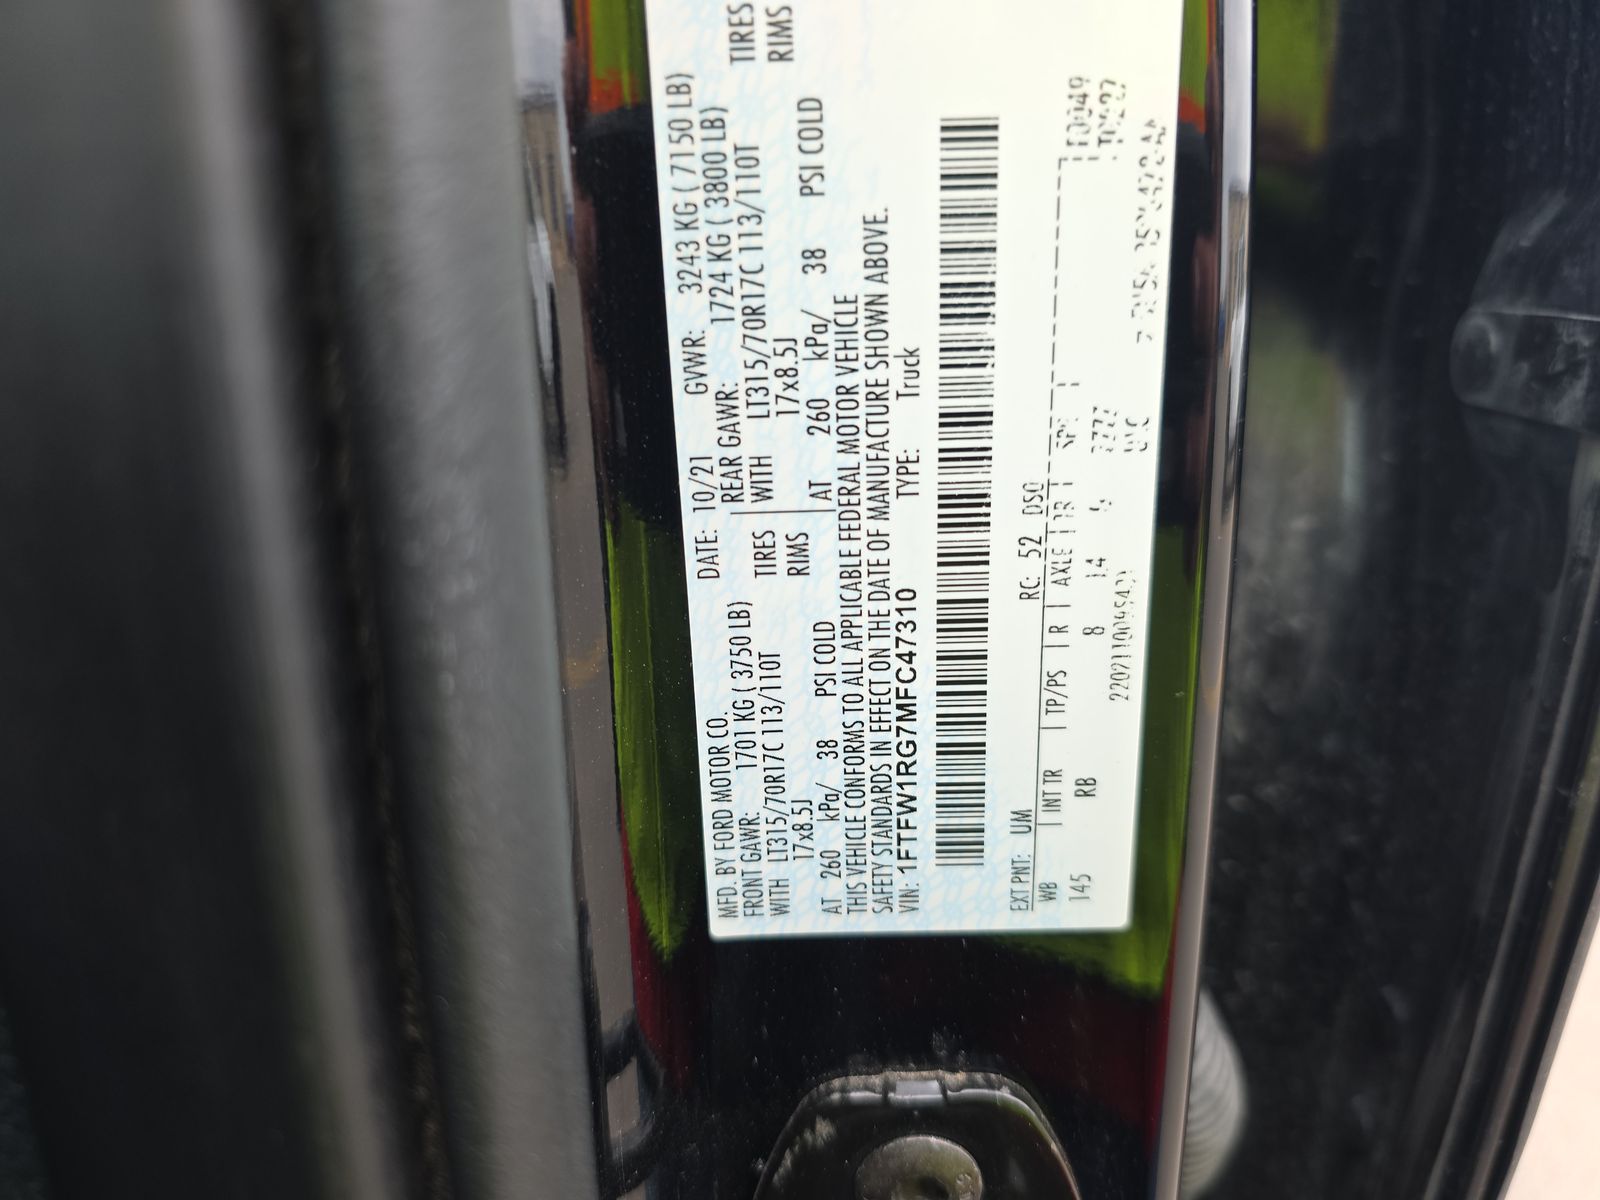 MFD. BY FORD MOTOR CO. DATE: 10/21 GVWR: 3243 KG ( 7150 LB)
FRONT GAWR: 1701 KG ( 3750 LB) REAR GAWR: 1724 KG ( 3800 LB)
WITH LT315/70R17C 113/110T TIRES WITH LT315/70R17C 113/110T TIRES
17x8.5J RIMS 17x8.5J RIMS
AT 260 kPa/ 38 PSI COLD AT 260 kPa/ 38 PSI COLD
THIS VEHICLE CONFORMS TO ALL APPLICABLE FEDERAL MOTOR VEHICLE
SAFETY STANDARDS IN EFFECT ON THE DATE OF MANUFACTURE SHOWN ABOVE.
VIN: 1FTFW1RG7MFC47310 TYPE: Truck
EXT PNT: UM RC: 52 DSO
WB | INT TR | TP/PS | R | AXLE | TR | SPR |
145 RB 8 L4